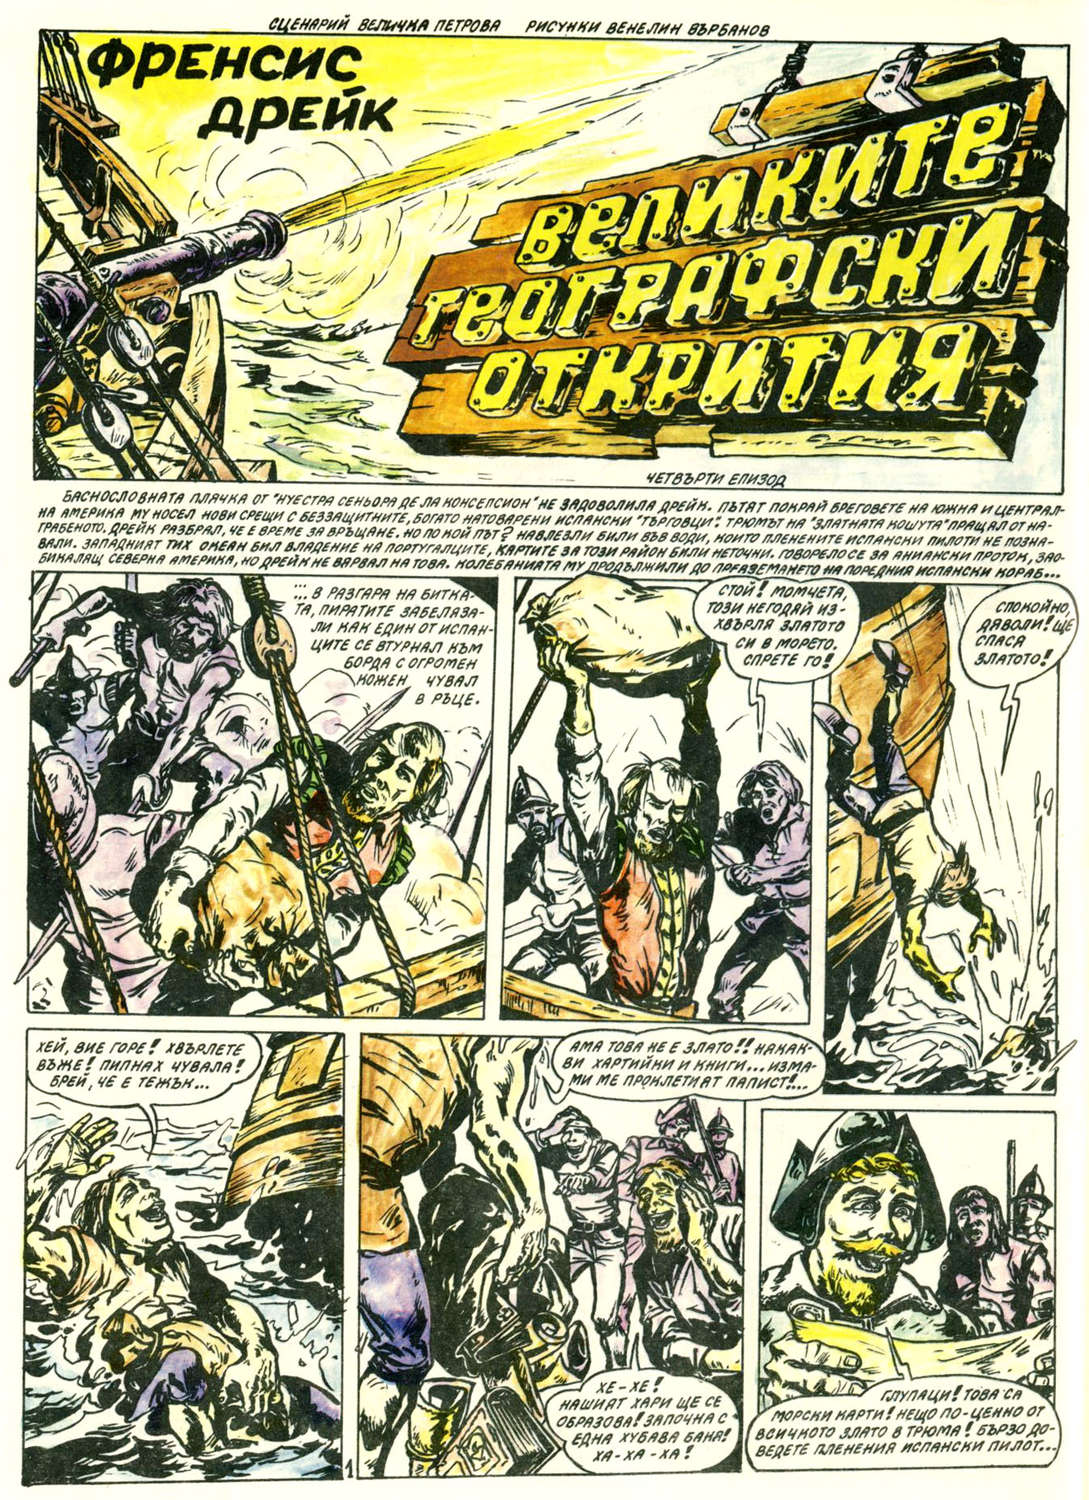 СЦЕНАРИЙ ВЕЛИЧКА ПЕТРОВА РИСУНКИ ВЕНЕЛИН ВЪРБАНОВ
ФРЕНСИС
ДРЕЙК
ВЕЛИКИТЕ
ГЕОГРАФСКИ
ОТКРИТИЯ
ЧЕТВЪРТИ ЕПИЗОД
БАСНОСЛОВНАТА ПЛЯЧКА ОТ "НУЕСТРА СЕНЬОРА ДЕ ЛА КОНСЕПСИОН" НЕ ЗАДОВОЛИЛА ДРЕЙК. ПЪТЯТ ПОКРАЙ БРЕГОВЕТЕ НА ЮЖНА И ЦЕНТРАЛ-
НА АМЕРИКА МУ НОСЕЛ НОВИ СРЕЩИ С БЕЗЗАЩИТНИТЕ, БОГАТО НАТОВАРЕНИ ИСПАНСКИ "ТЪРГОВЦИ". ТРЮМЪТ НА "ЗЛАТНАТА КОШУТА" ПРАЩАЛ ОТ НА-
ГРАБЕНОТО. ДРЕЙК РАЗБРАЛ, ЧЕ Е ВРЕМЕ ЗА ВРЪЩАНЕ. НО ПО КОЙ ПЪТ? НАВЛЕЗЛИ БИЛИ ВЪВ ВОДИ, КОИТО ПЛЕНЕНИТЕ ИСПАНСКИ ПИЛОТИ НЕ ПОЗНА-
ВАЛИ. ЗАПАДНИЯТ ТИХ ОКЕАН БИЛ ВЛАДЕНИЕ НА ПОРТУГАЛЦИТЕ, КАРТИТЕ ЗА ТОЗИ РАЙОН БИЛИ НЕТОЧНИ. ГОВОРЕЛО СЕ ЗА АНИАНСКИ ПРОТОК, ЗАО-
БИКАЛЯЩ СЕВЕРНА АМЕРИКА, НО ДРЕЙК НЕ ВЯРВАЛ НА ТОВА. КОЛЕБАНИЯТА МУ ПРОДЪЛЖИЛИ ДО ПРЕВЗЕМАНЕТО НА ПОРЕДНИЯ ИСПАНСКИ КОРАБ...
... В РАЗГАРА НА БИТКА-
ТА, ПИРАТИТЕ ЗАБЕЛЯЗА-
ЛИ КАК ЕДИН ОТ ИСПАН-
ЦИТЕ СЕ ВТУРНАЛ КЪМ
БОРДА С ОГРОМЕН
КОЖЕН ЧУВАЛ
В РЪЦЕ.
СТОЙ! МОМЧЕТА,
ТОЗИ НЕГОДЯЙ ИЗ-
ХВЪРЛЯ ЗЛАТОТО
СИ В МОРЕТО.
СПРЕТЕ ГО!
СПОКОЙНО,
ДЯВОЛИ! ЩЕ
СПАСЯ
ЗЛАТОТО!
ХЕЙ, ВИЕ ГОРЕ! ХВЪРЛЕТЕ
ВЪЖЕ! ПИПНАХ ЧУВАЛА!
БРЕЙ, ЧЕ Е ТЕЖЪК...
АМА ТОВА НЕ Е ЗЛАТО!! НЯКАК-
ВИ ХАРТИЙКИ И КНИГИ... ИЗМА-
МИ МЕ ПРОКЛЕТИЯТ ПАПИСТ!...
ХЕ-ХЕ!
НАШИЯТ ХАРИ ЩЕ СЕ
ОБРАЗОВА! ЗАПОЧНА С
ЕДНА ХУБАВА БАНЯ!
ХА-ХА-ХА!
ГЛУПАЦИ! ТОВА СА
МОРСКИ КАРТИ! НЕЩО ПО-ЦЕННО ОТ
ВСИЧКОТО ЗЛАТО В ТРЮМА! БЪРЗО ДО-
ВЕДЕТЕ ПЛЕНЕНИЯ ИСПАНСКИ ПИЛОТ...
1